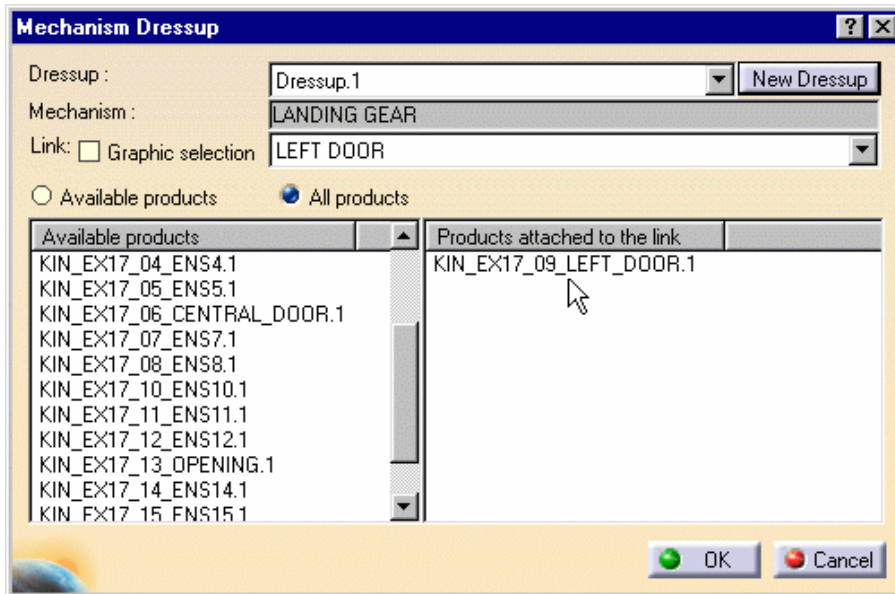 Mechanism Dressup
Dressup : Dressup.1 New Dressup
Mechanism : LANDING GEAR
Link: Graphic selection LEFT DOOR
Available products All products
Available products
KIN_EX17_04_ENS4.1
KIN_EX17_05_ENS5.1
KIN_EX17_06_CENTRAL_DOOR.1
KIN_EX17_07_ENS7.1
KIN_EX17_08_ENS8.1
KIN_EX17_10_ENS10.1
KIN_EX17_11_ENS11.1
KIN_EX17_12_ENS12.1
KIN_EX17_13_OPENING.1
KIN_EX17_14_ENS14.1
KIN_EX17_15_ENS15.1
Products attached to the link
KIN_EX17_09_LEFT_DOOR.1
OK Cancel